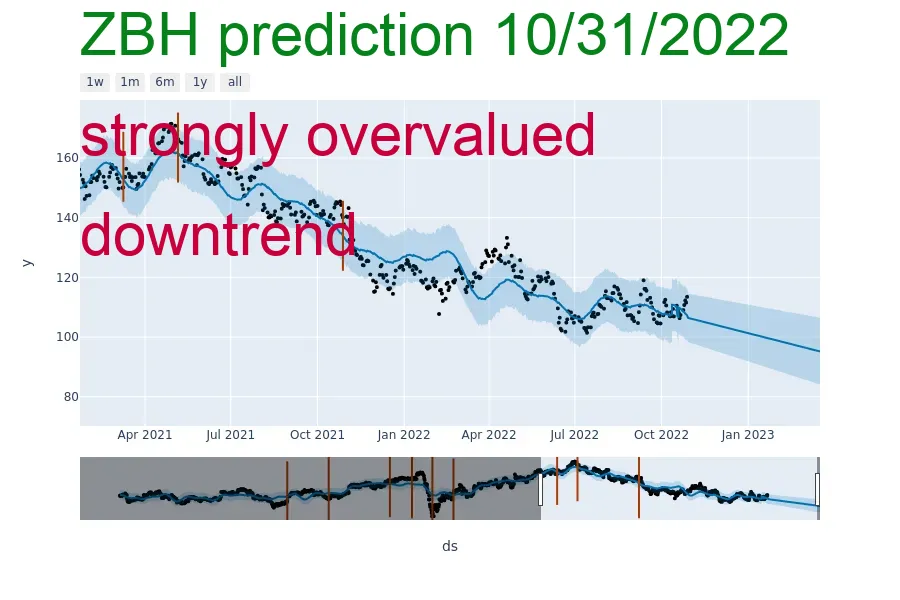 ZBH prediction 10/31/2022
1w 1m 6m 1y all
strongly overvalued
160
140
downtrend
y
120
100
80
Apr 2021 Jul 2021 Oct 2021 Jan 2022 Apr 2022 Jul 2022 Oct 2022 Jan 2023
ds